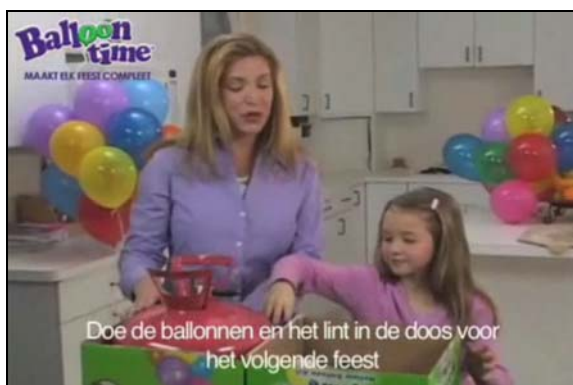 Balloon
time
MAAKT ELK FEEST COMPLEET
Doe de ballonnen en het lint in de doos voor
het volgende feest